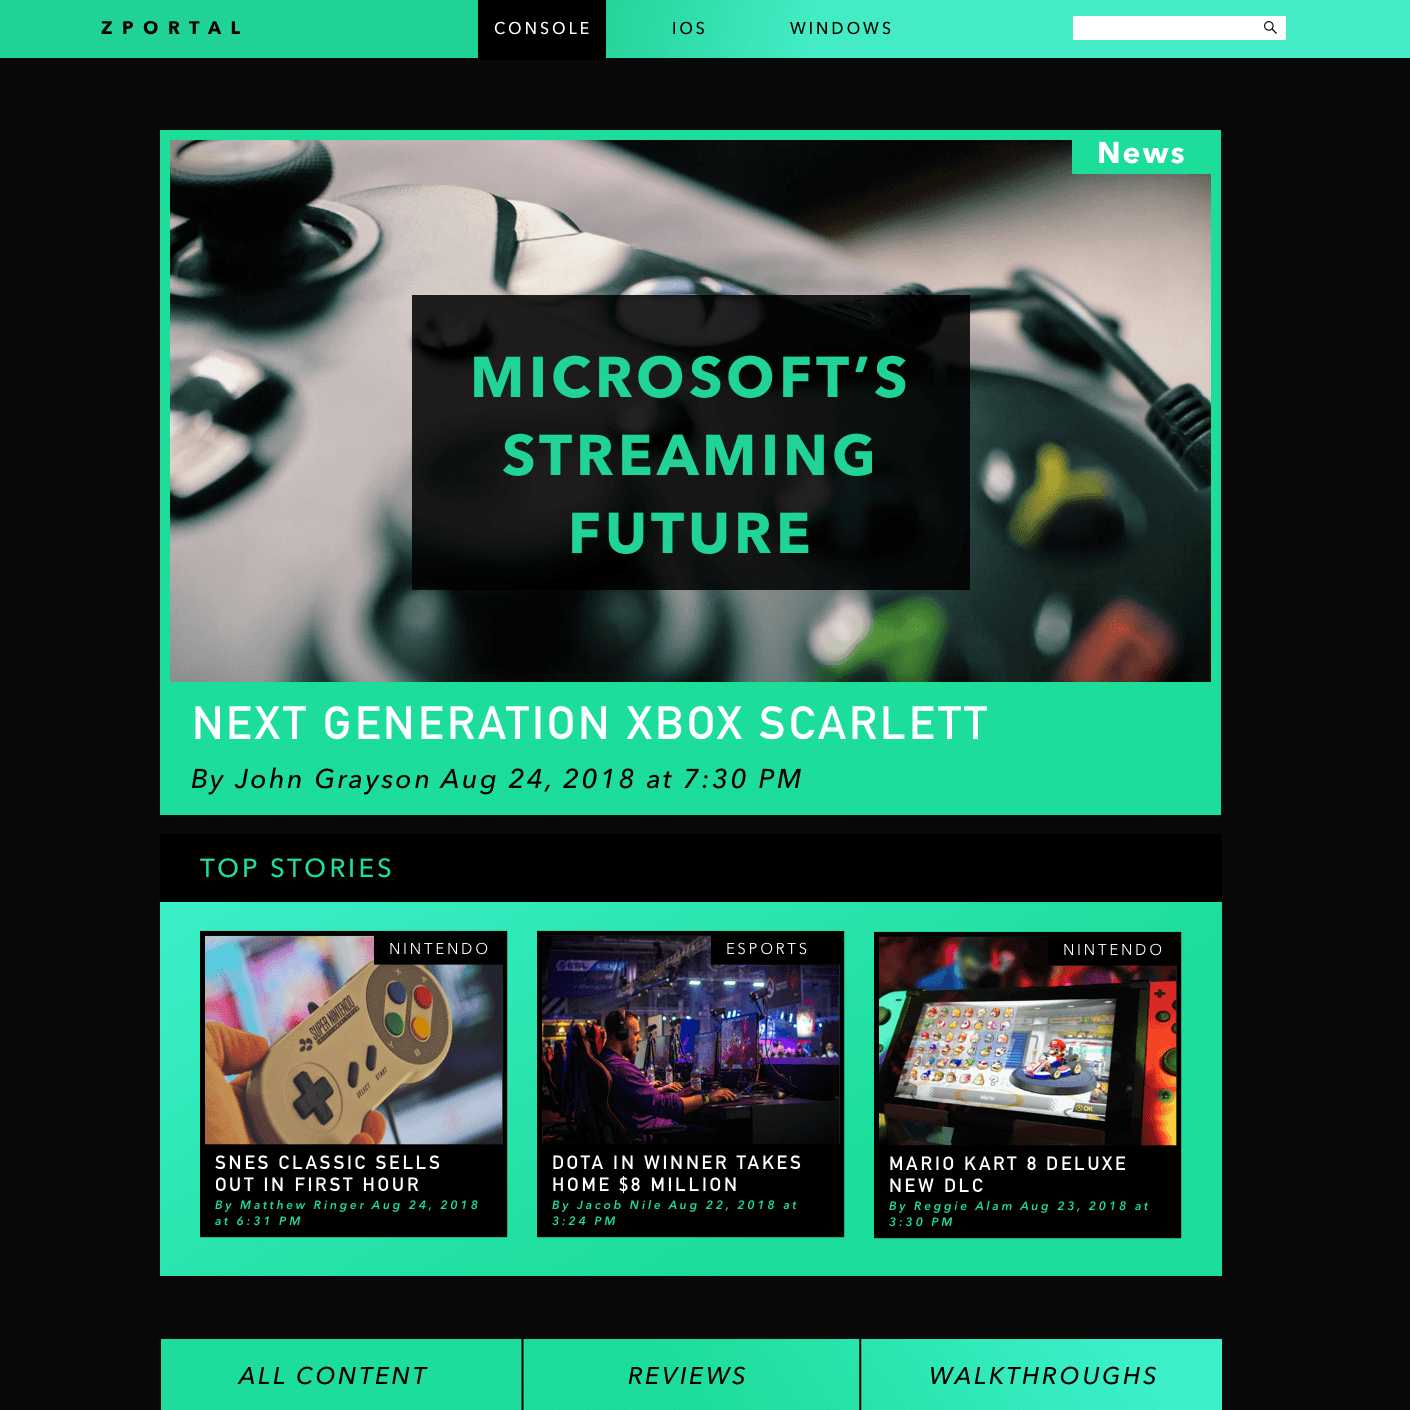 ZPORTAL
CONSOLE
IOS
WINDOWS
News
MICROSOFT’S
STREAMING
FUTURE
NEXT GENERATION XBOX SCARLETT
By John Grayson Aug 24, 2018 at 7:30 PM
TOP STORIES
NINTENDO
SUPER NINTENDO
X
Y
B
SELECT
START
SNES CLASSIC SELLS
OUT IN FIRST HOUR
By Matthew Ringer Aug 24, 2018
at 6:31 PM
ESPORTS
DOTA IN WINNER TAKES
HOME $8 MILLION
By Jacob Nile Aug 22, 2018 at
3:24 PM
NINTENDO
OK
MARIO KART 8 DELUXE
NEW DLC
By Reggie Alam Aug 23, 2018 at
3:30 PM
ALL CONTENT
REVIEWS
WALKTHROUGHS